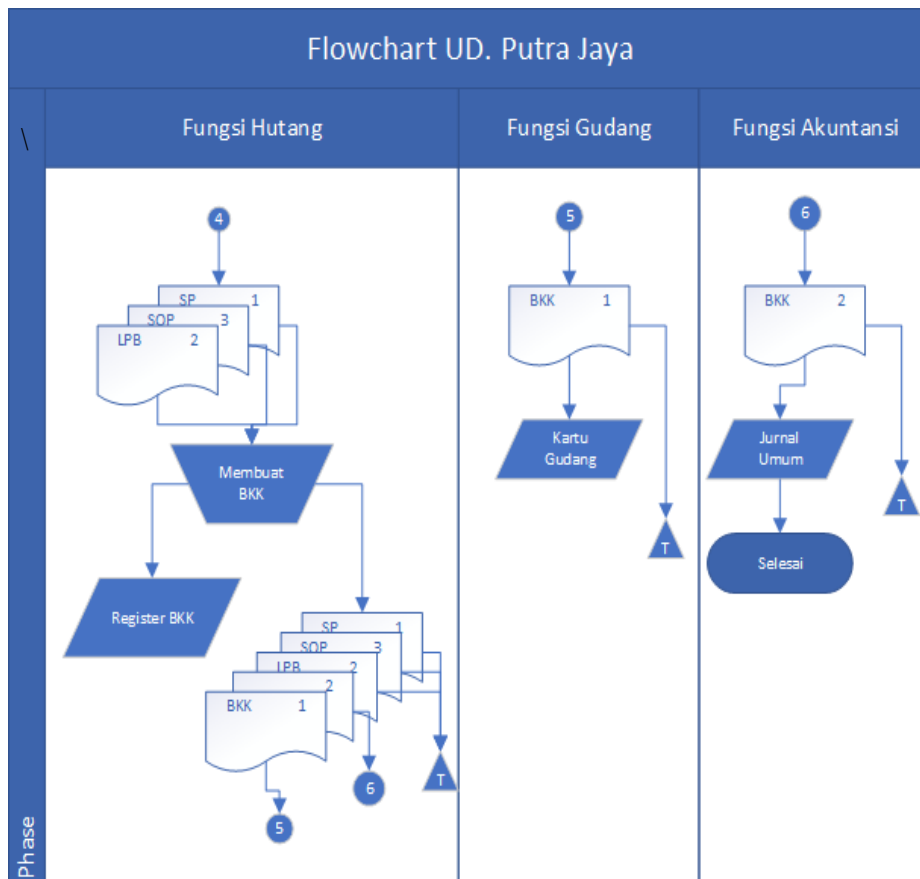 Flowchart UD. Putra Jaya
\
Fungsi Hutang
Fungsi Gudang
Fungsi Akuntansi
4
SP 1
SOP 3
LPB 2
Membuat
BKK
Register BKK
SP 1
SOP 3
LPB 2
2
BKK 1
T
6
5
5
BKK 1
Kartu
Gudang
T
6
BKK 2
Jurnal
Umum
T
Selesai
Phase